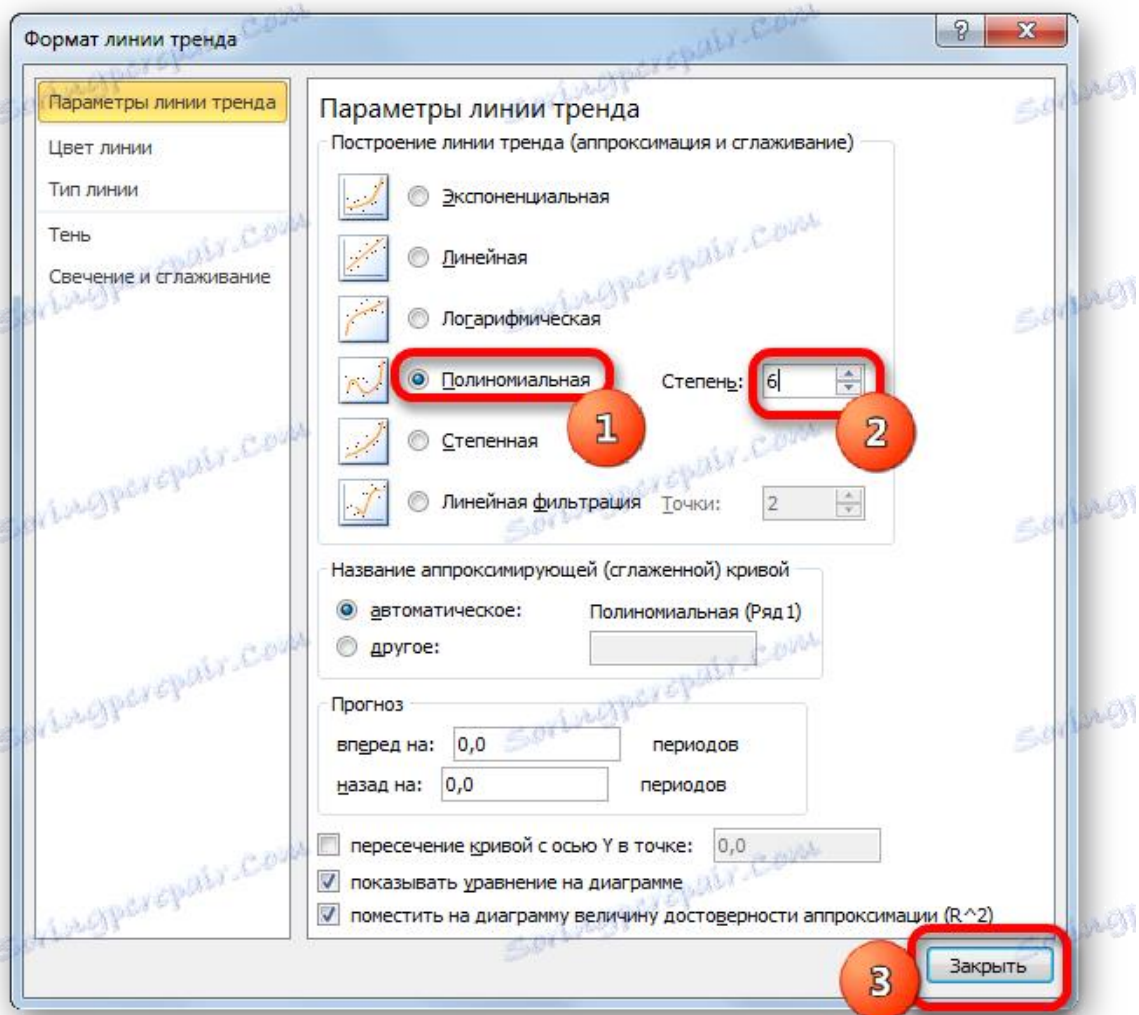 Формат линии тренда
?
X
Параметры линии тренда
Цвет линии
Тип линии
Тень
Свечение и сглаживание
Параметры линии тренда
Построение линии тренда (аппроксимация и сглаживание)
Экспоненциальная
Линейная
Логарифмическая
Полиномиальная Степень: 6
1
2
Степенная
Линейная фильтрация Точки: 2
Название аппроксимирующей (сглаженной) кривой
автоматическое: Полиномиальная (Ряд1)
другое:
Прогноз
вперед на: 0,0 периодов
назад на: 0,0 периодов
пересечение кривой с осью Y в точке: 0,0
показывать уравнение на диаграмме
поместить на диаграмму величину достоверности аппроксимации (R^2)
3
Закрыть
Soringpcrepair.Com